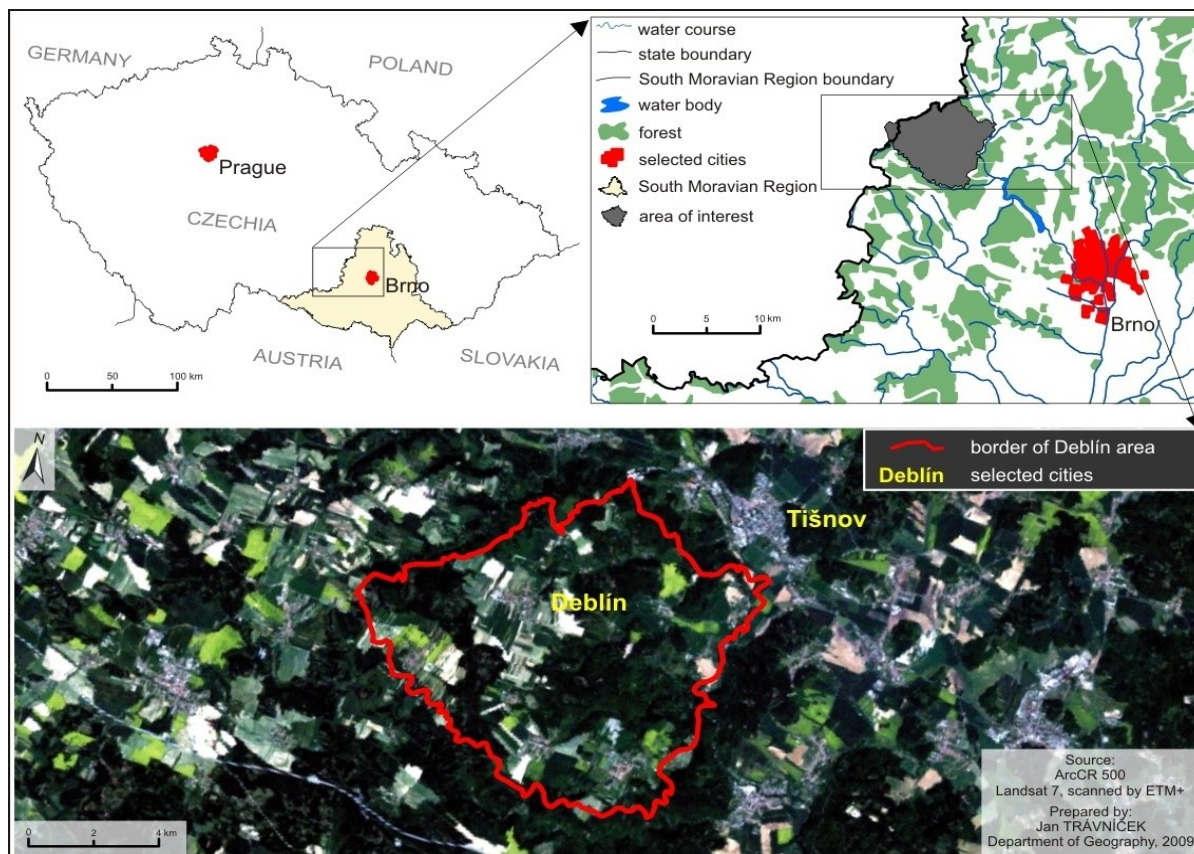 GERMANY
POLAND
Prague
CZECHIA
Brno
AUSTRIA
SLOVAKIA
0 50 100 km
water course
state boundary
South Moravian Region boundary
water body
forest
selected cities
South Moravian Region
area of interest
0 5 10 km
Brno
N
border of Deblín area
Deblín selected cities
Tišnov
Deblín
0 2 4 km
Source:
ArcCR 500
Landsat 7, scanned by ETM+
Prepared by:
Jan TRÁVNÍČEK
Department of Geography, 2009